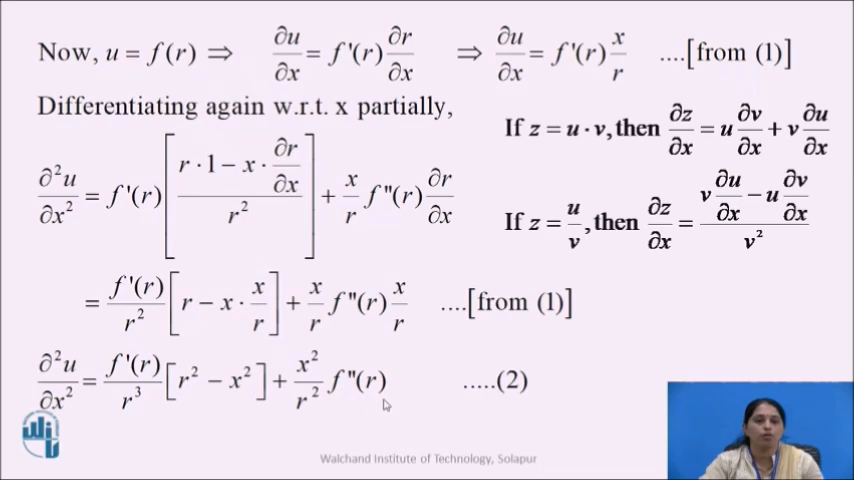 Now, u = f(r) ⇒ ∂u/∂x = f'(r) ∂r/∂x ⇒ ∂u/∂x = f'(r) x/r ....[from (1)]
Differentiating again w.r.t. x partially,
If z = u · v, then ∂z/∂x = u ∂v/∂x + v ∂u/∂x
∂²u/∂x² = f'(r) [(r · 1 − x · ∂r/∂x)/r²] + x/r f''(r) ∂r/∂x
If z = u/v, then ∂z/∂x = (v ∂u/∂x − u ∂v/∂x)/v²
= f'(r)/r² [r − x · x/r] + x/r f''(r) x/r ....[from (1)]
∂²u/∂x² = f'(r)/r³ [r² − x²] + x²/r² f''(r) .....(2)
Walchand Institute of Technology, Solapur